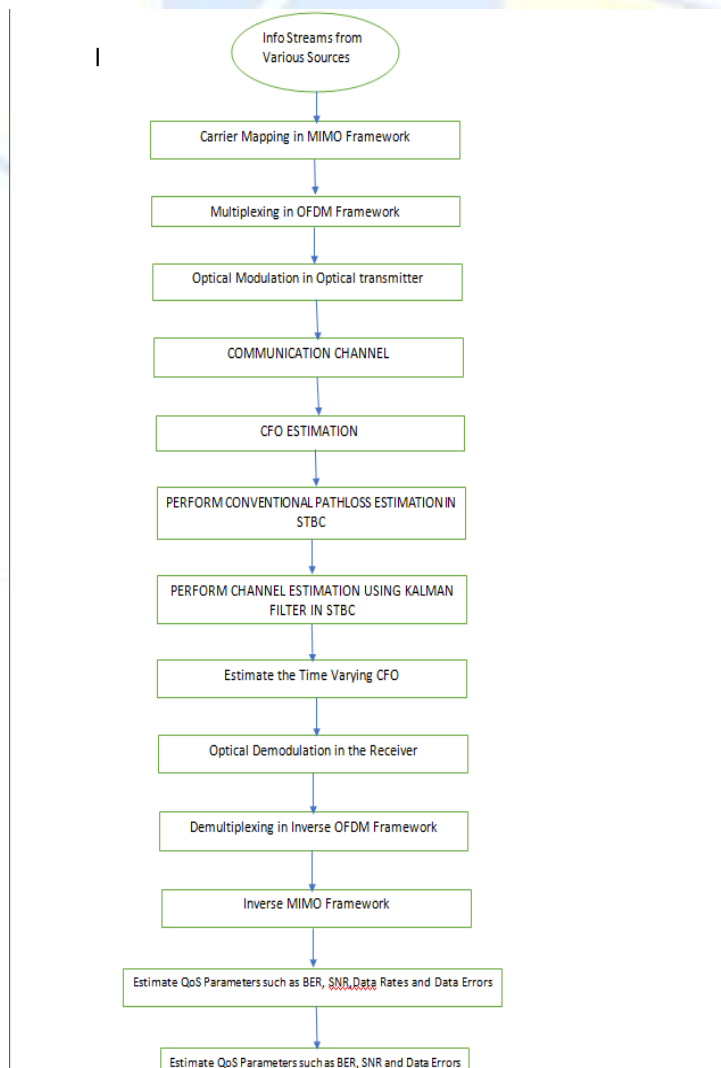 Info Streams from
Various Sources
Carrier Mapping in MIMO Framework
Multiplexing in OFDM Framework
Optical Modulation in Optical transmitter
COMMUNICATION CHANNEL
CFO ESTIMATION
PERFORM CONVENTIONAL PATHLOSS ESTIMATION IN
STBC
PERFORM CHANNEL ESTIMATION USING KALMAN
FILTER IN STBC
Estimate the Time Varying CFO
Optical Demodulation in the Receiver
Demultiplexing in Inverse OFDM Framework
Inverse MIMO Framework
Estimate QoS Parameters such as BER, SNR,Data Rates and Data Errors
Estimate QoS Parameters such as BER, SNR and Data Errors